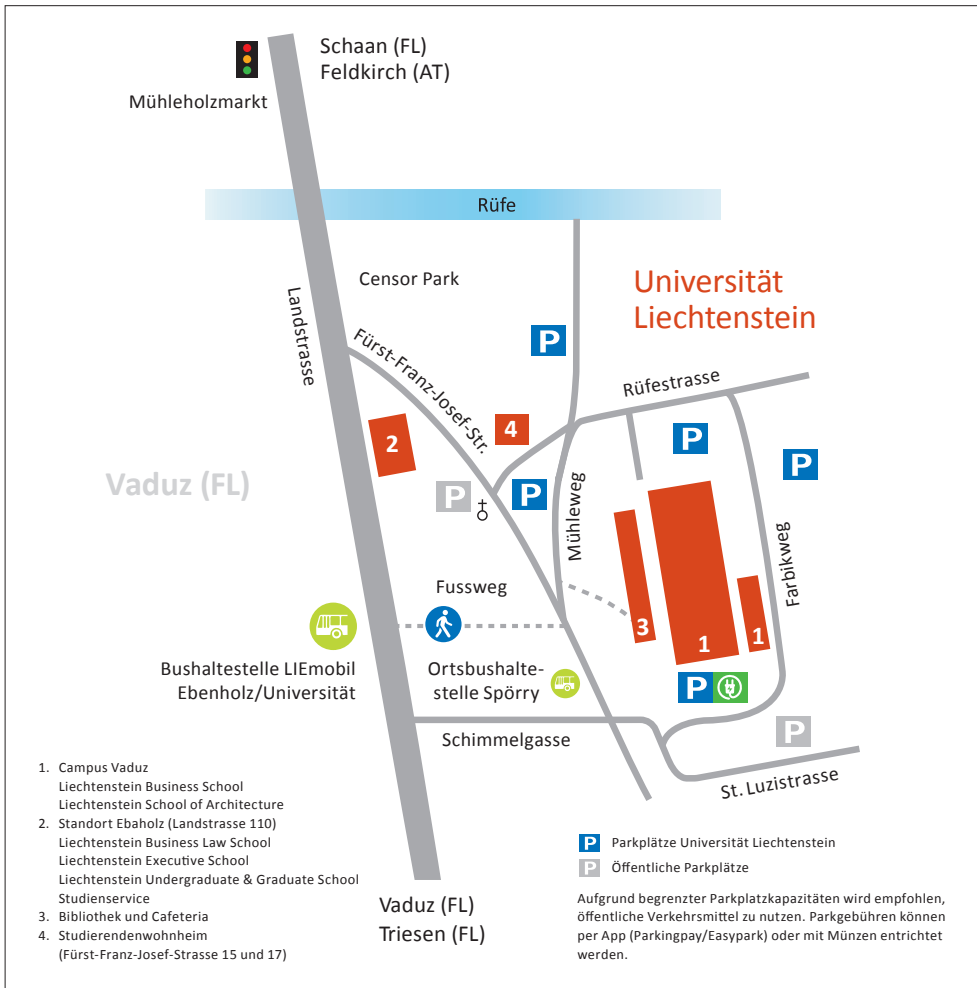 Schaan (FL)
Feldkirch (AT)
Mühleholzmarkt
Rüfe
Censor Park
Universität
Liechtenstein
Landstrasse
Fürst-Franz-Josef-Str.
P
Rüfestrasse
2
4
P
P
Vaduz (FL)
P
P
Mühleweg
Farbikweg
Fussweg
3
1
1
Bushaltestelle LIEmobil
Ebenholz/Universität
Ortsbushalte-
stelle Spörry
P
P
Schimmelgasse
St. Luzistrasse
1. Campus Vaduz
Liechtenstein Business School
Liechtenstein School of Architecture
2. Standort Ebaholz (Landstrasse 110)
Liechtenstein Business Law School
Liechtenstein Executive School
Liechtenstein Undergraduate & Graduate School
Studienservice
3. Bibliothek und Cafeteria
4. Studierendenwohnheim
(Fürst-Franz-Josef-Strasse 15 und 17)
Vaduz (FL)
Triesen (FL)
P Parkplätze Universität Liechtenstein
P Öffentliche Parkplätze
Aufgrund begrenzter Parkplatzkapazitäten wird empfohlen,
öffentliche Verkehrsmittel zu nutzen. Parkgebühren können
per App (Parkingpay/Easypark) oder mit Münzen entrichtet
werden.